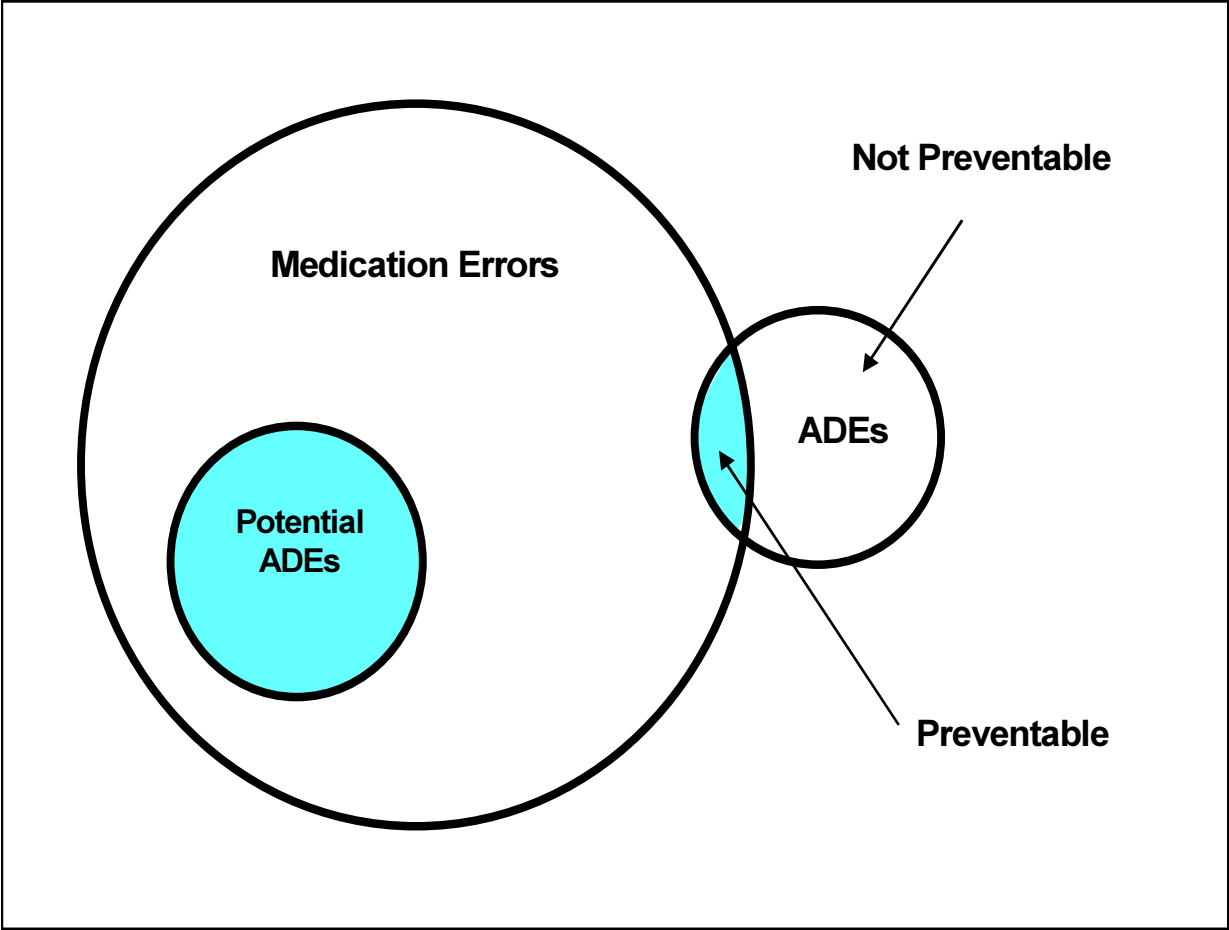 Not Preventable
Medication Errors
ADEs
Potential
ADEs
Preventable